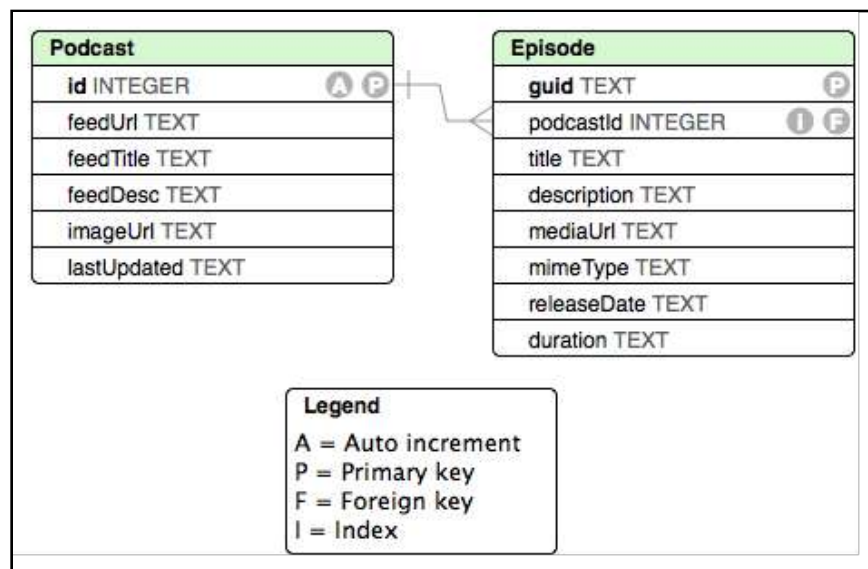 Podcast
id INTEGER A P
feedUrl TEXT
feedTitle TEXT
feedDesc TEXT
imageUrl TEXT
lastUpdated TEXT
Episode
guid TEXT P
podcastId INTEGER I F
title TEXT
description TEXT
mediaUrl TEXT
mimeType TEXT
releaseDate TEXT
duration TEXT
Legend
A = Auto increment
P = Primary key
F = Foreign key
I = Index